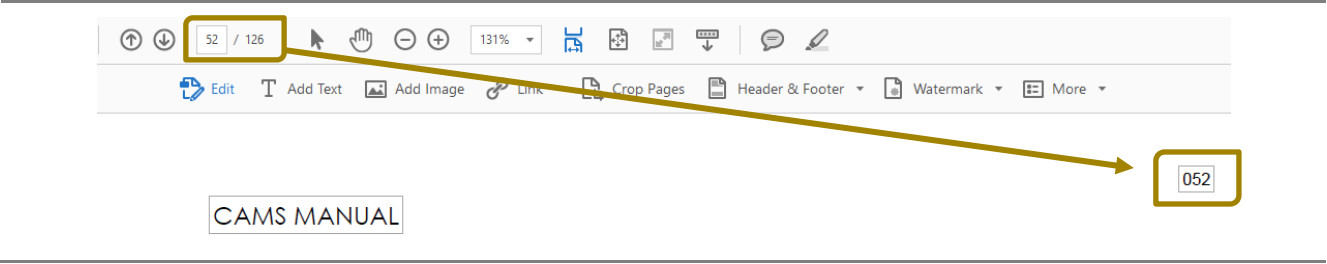 52 / 126 131%
Edit Add Text Add Image Link Crop Pages Header & Footer Watermark More
052
CAMS MANUAL